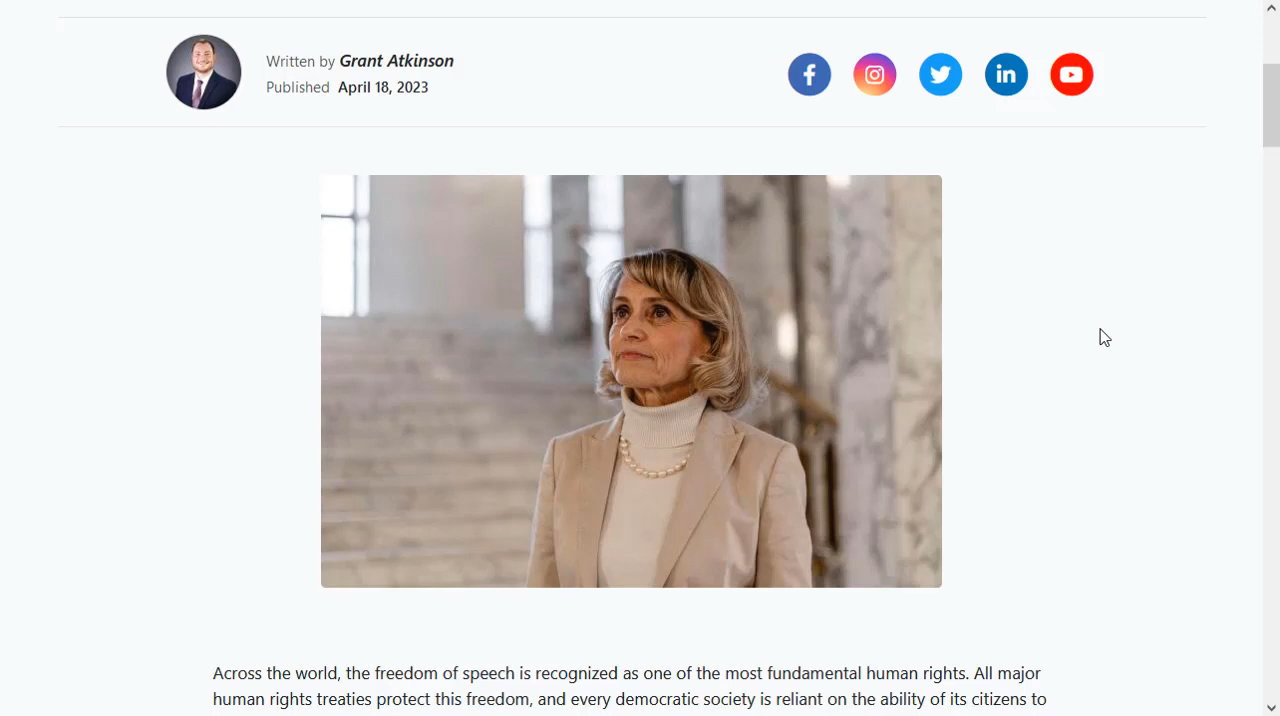 Written by Grant Atkinson
Published April 18, 2023
Across the world, the freedom of speech is recognized as one of the most fundamental human rights. All major
human rights treaties protect this freedom, and every democratic society is reliant on the ability of its citizens to